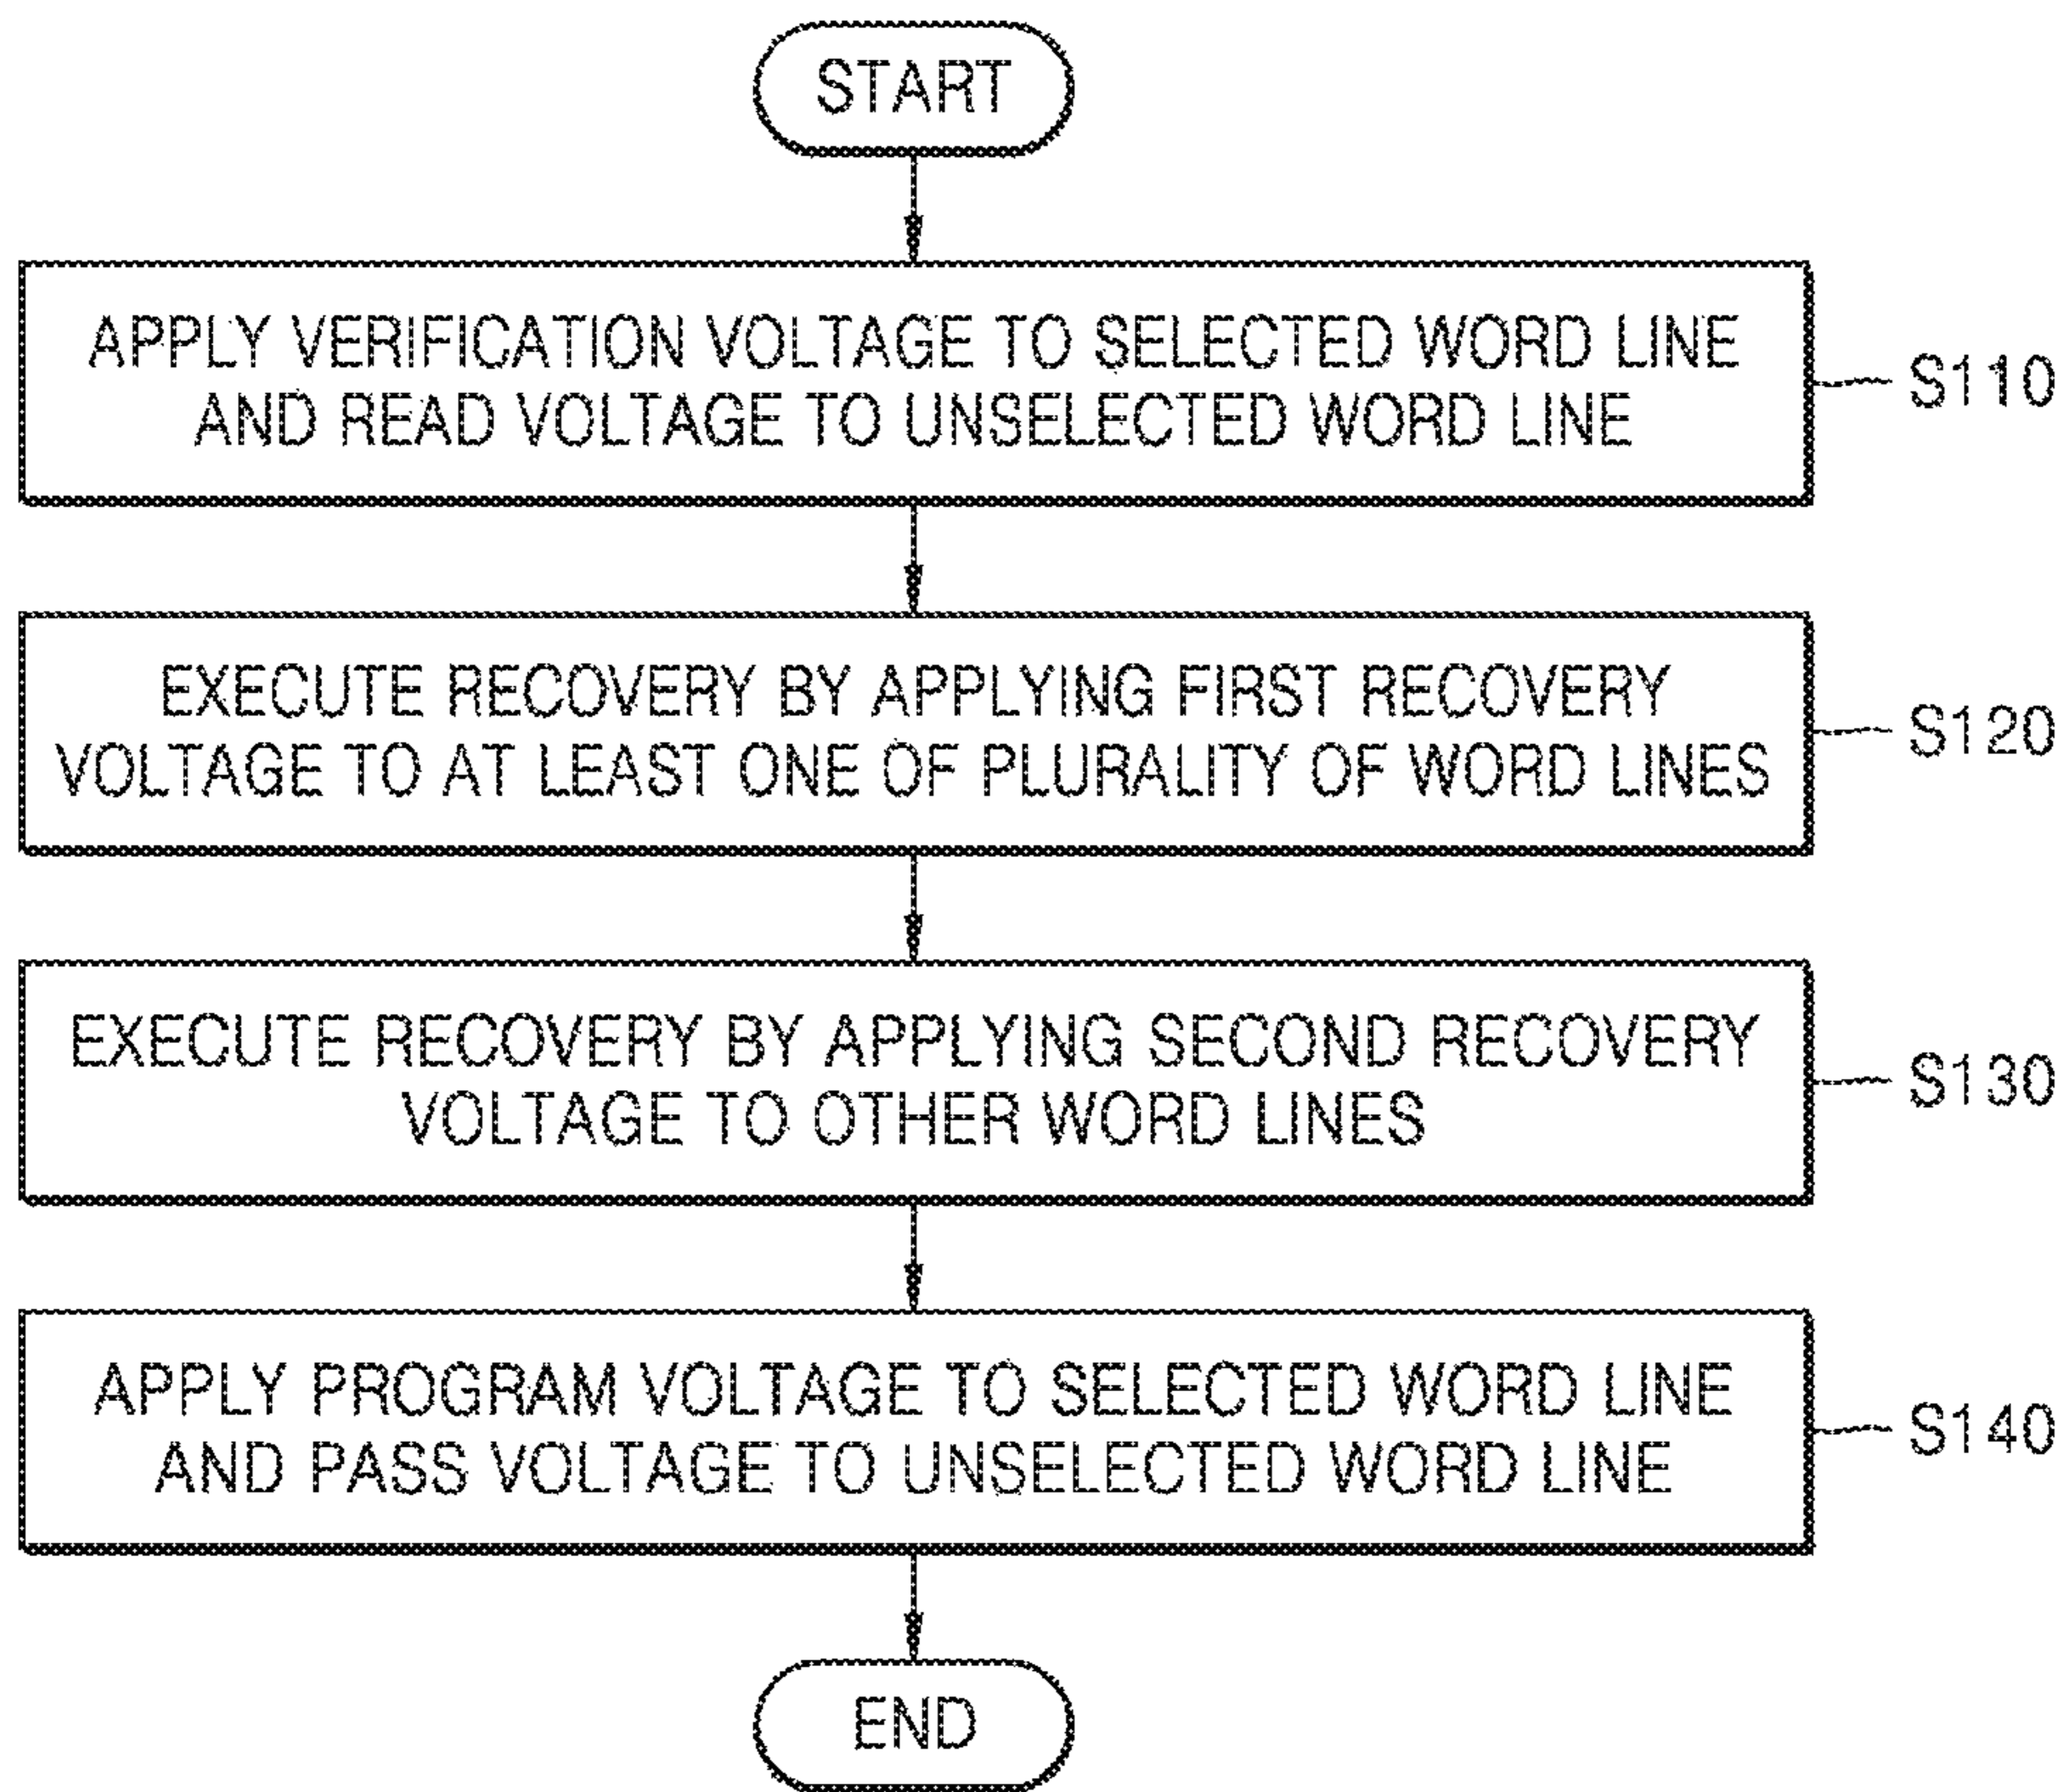 START
APPLY VERIFICATION VOLTAGE TO SELECTED WORD LINE
AND READ VOLTAGE TO UNSELECTED WORD LINE
S110
EXECUTE RECOVERY BY APPLYING FIRST RECOVERY
VOLTAGE TO AT LEAST ONE OF PLURALITY OF WORD LINES
S120
EXECUTE RECOVERY BY APPLYING SECOND RECOVERY
VOLTAGE TO OTHER WORD LINES
S130
APPLY PROGRAM VOLTAGE TO SELECTED WORD LINE
AND PASS VOLTAGE TO UNSELECTED WORD LINE
S140
END